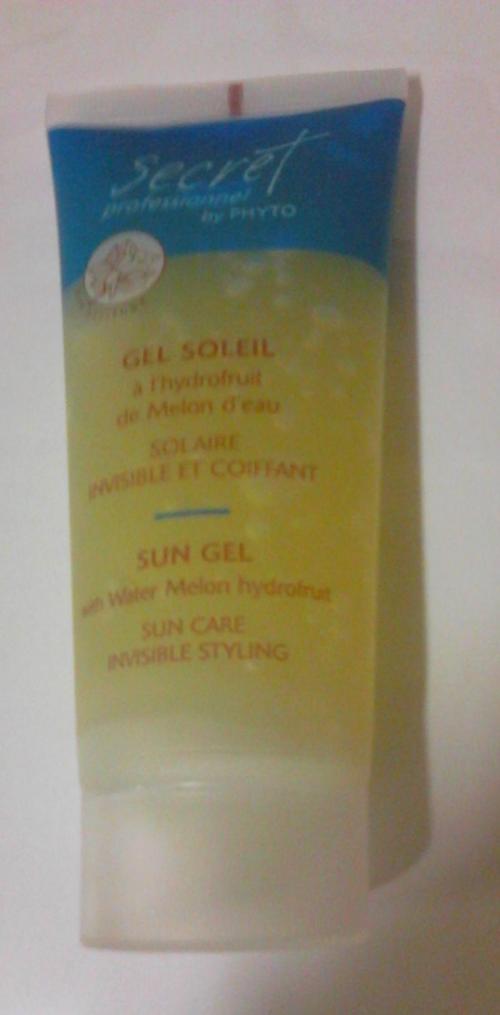 secret
professionnel
by PHYTO
GEL SOLEIL
à l'hydrofruit
de Melon d'eau
SOLAIRE
INVISIBLE ET COIFFANT
SUN GEL
with Water Melon hydrofruit
SUN CARE
INVISIBLE STYLING